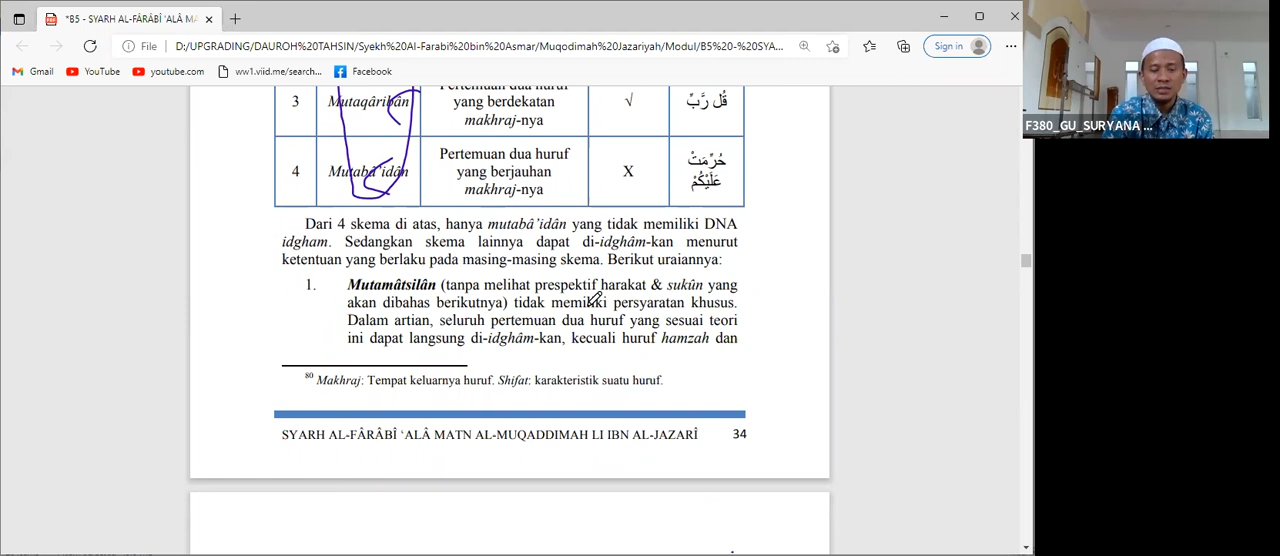 *B5 - SYARH AL-FÂRÂBÎ 'ALÂ MA
File
D:/UPGRADING/DAUROH%20TAHSIN/Syekh%20Al-Farabi%20bin%20Asmar/Muqodimah%20Jazariyah/Modul/B5%20-%20SYA...
Sign in
Gmail
YouTube
youtube.com
ww1.viid.me/search...
Facebook
F380_GU_SURYANA ...
Pertemuan dua huruf
3 Mutaqâribân yang berdekatan √ قُل رَّبِّ
makhraj-nya
4 Mutabâ'idân Pertemuan dua huruf X حُرِّمَتْ
yang berjauhan عَلَيْكُمْ
makhraj-nya
Dari 4 skema di atas, hanya mutabâ'idân yang tidak memiliki DNA
idgham. Sedangkan skema lainnya dapat di-idghâm-kan menurut
ketentuan yang berlaku pada masing-masing skema. Berikut uraiannya:
1. Mutamâtsilân (tanpa melihat prespektif harakat & sukûn yang
akan dibahas berikutnya) tidak memiliki persyaratan khusus.
Dalam artian, seluruh pertemuan dua huruf yang sesuai teori
ini dapat langsung di-idghâm-kan, kecuali huruf hamzah dan
80 Makhraj: Tempat keluarnya huruf. Shifat: karakteristik suatu huruf.
SYARH AL-FÂRÂBÎ 'ALÂ MATN AL-MUQADDIMAH LI IBN AL-JAZARÎ 34